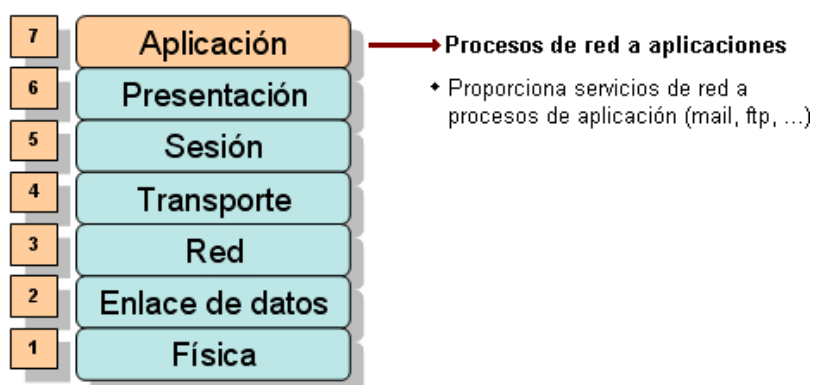 7 Aplicación
Procesos de red a aplicaciones
◆ Proporciona servicios de red a
procesos de aplicación (mail, ftp, ...)
6 Presentación
5 Sesión
4 Transporte
3 Red
2 Enlace de datos
1 Física